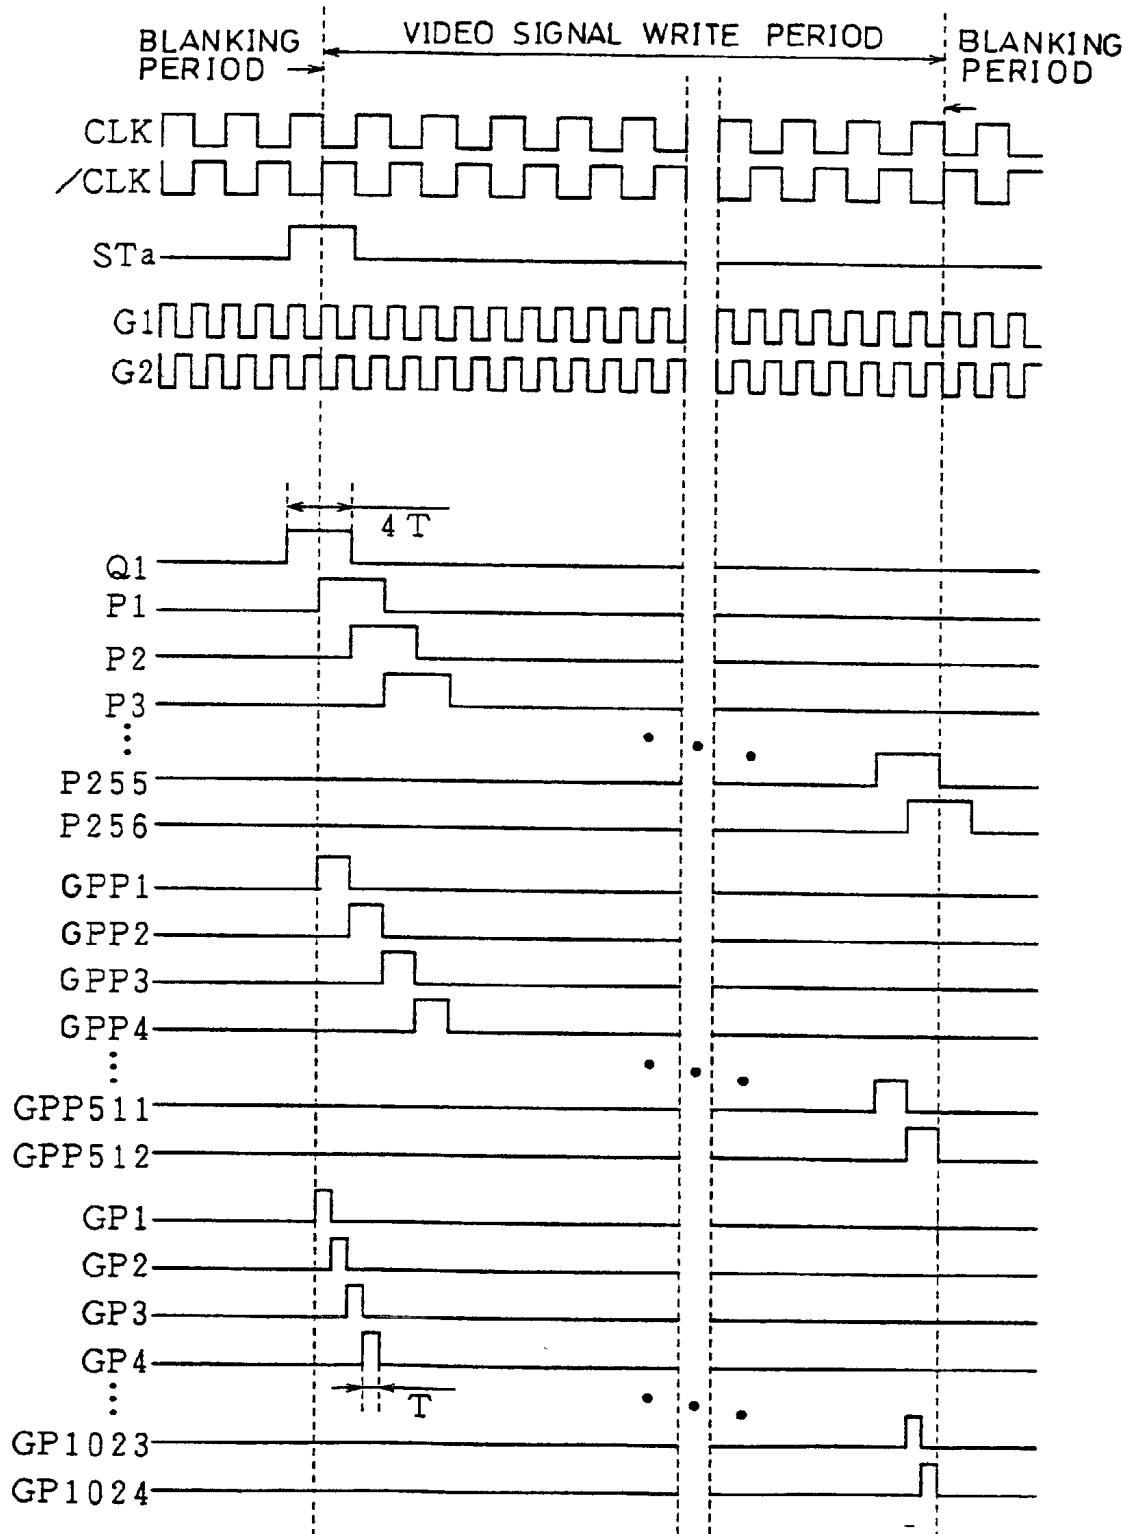 BLANKING
PERIOD
VIDEO SIGNAL WRITE PERIOD
BLANKING
PERIOD
CLK
/CLK
STa
G1
G2
4T
Q1
P1
P2
P3
P255
P256
GPP1
GPP2
GPP3
GPP4
GPP511
GPP512
GP1
GP2
GP3
GP4
T
GP1023
GP1024